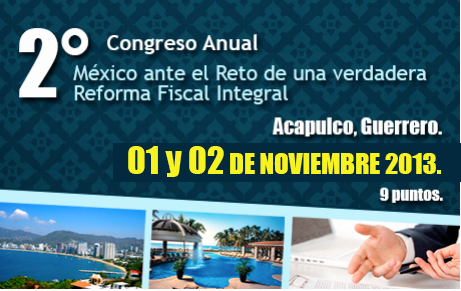 2º Congreso Anual
México ante el Reto de una verdadera
Reforma Fiscal Integral
Acapulco, Guerrero.
01 y 02 DE NOVIEMBRE 2013.
9 puntos.